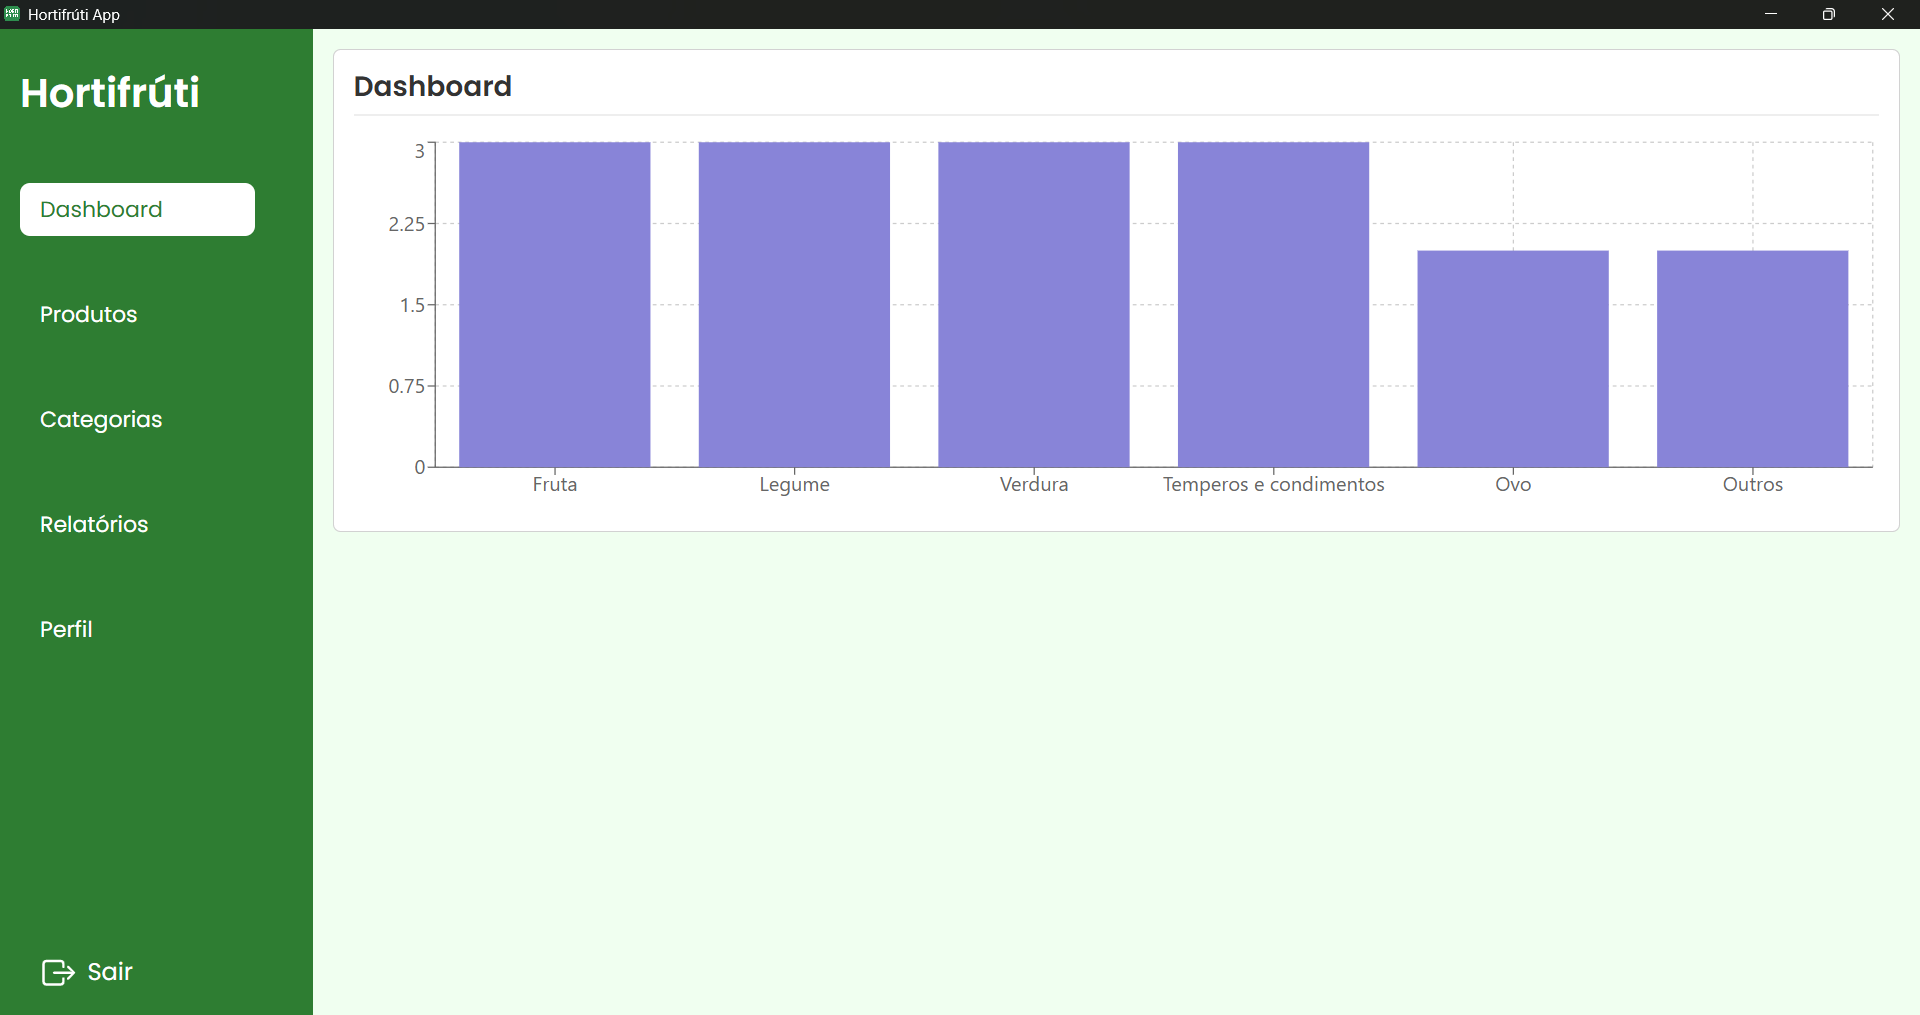 Hortifrúti App
Hortifrúti
Dashboard
Produtos
Categorias
Relatórios
Perfil
Sair
Dashboard
3
2.25
1.5
0.75
0
Fruta Legume Verdura Temperos e condimentos Ovo Outros